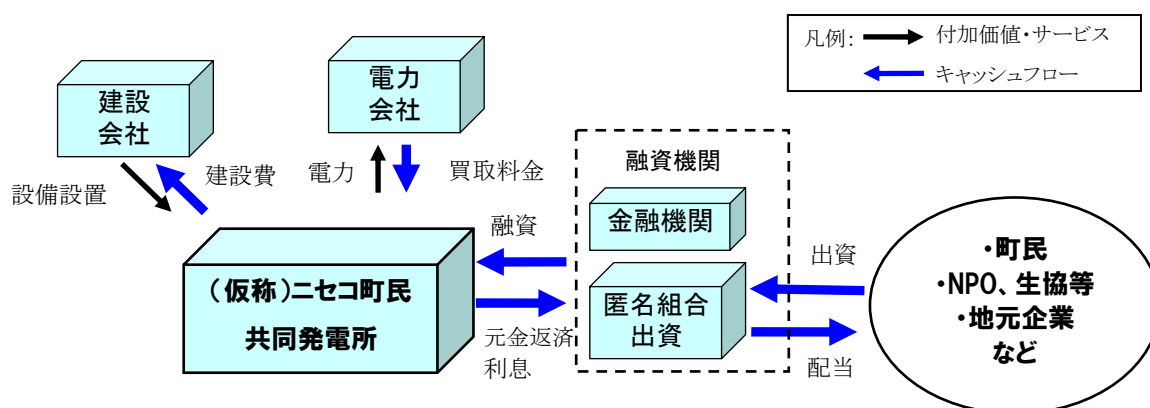 凡例: 付加価値・サービス
キャッシュフロー
建設
会社
電力
会社
設備設置
建設費
電力
買取料金
融資機関
金融機関
融資
匿名組合
出資
(仮称)ニセコ町民
共同発電所
元金返済
利息
出資
配当
・町民
・NPO、生協等
・地元企業
など